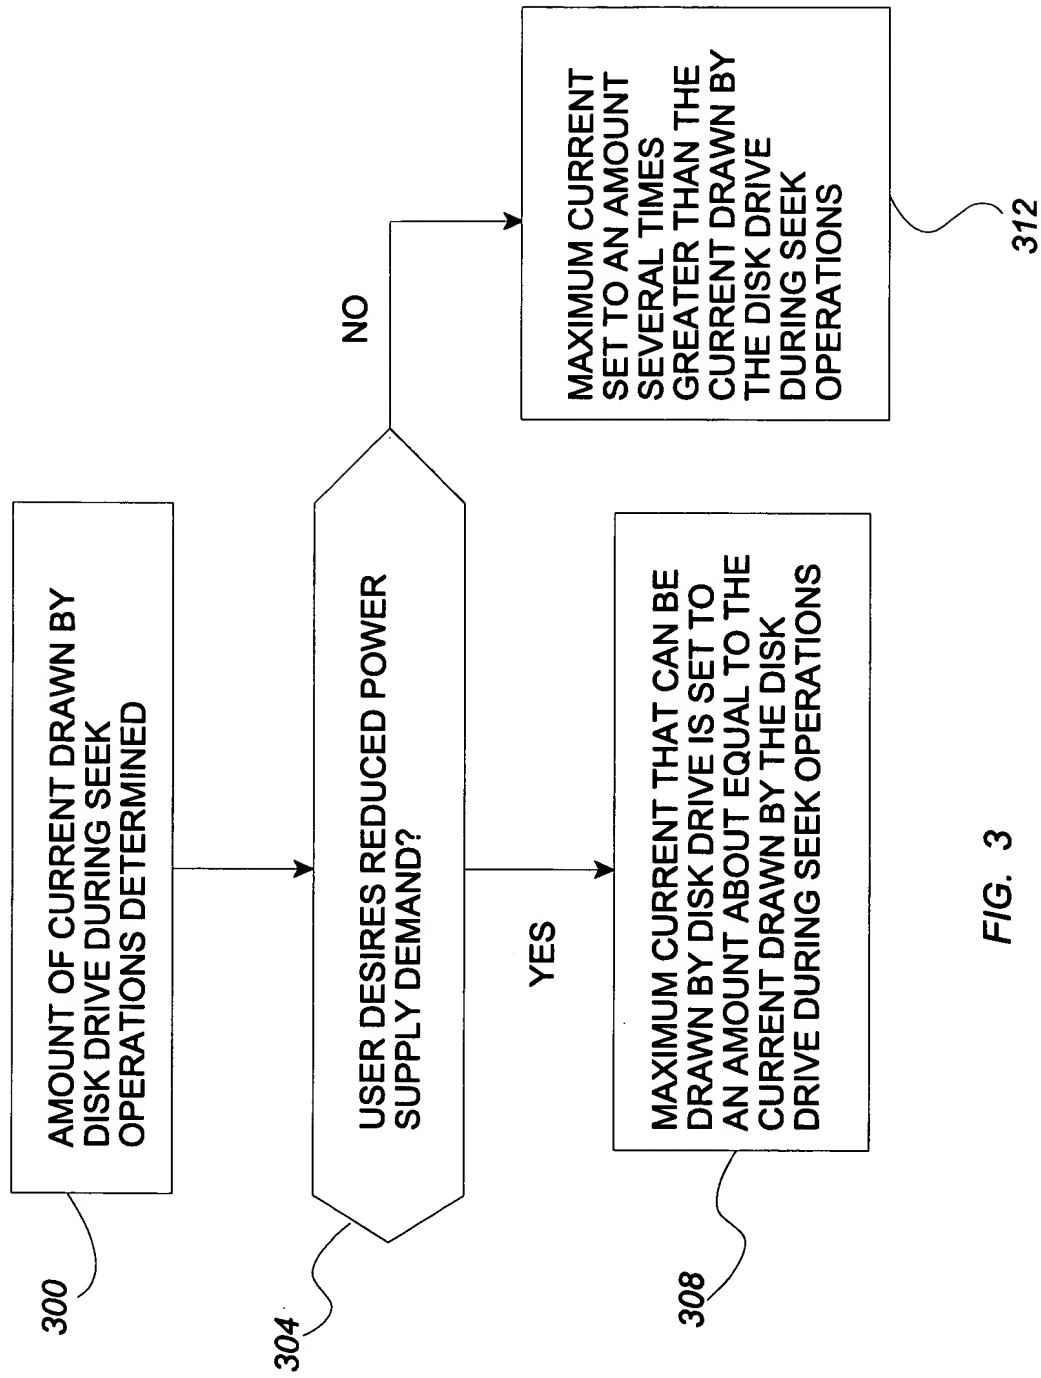 300
AMOUNT OF CURRENT DRAWN BY
DISK DRIVE DURING SEEK
OPERATIONS DETERMINED
304
USER DESIRES REDUCED POWER
SUPPLY DEMAND?
NO
YES
308
MAXIMUM CURRENT THAT CAN BE
DRAWN BY DISK DRIVE IS SET TO
AN AMOUNT ABOUT EQUAL TO THE
CURRENT DRAWN BY THE DISK
DRIVE DURING SEEK OPERATIONS
MAXIMUM CURRENT
SET TO AN AMOUNT
SEVERAL TIMES
GREATER THAN THE
CURRENT DRAWN BY
THE DISK DRIVE
DURING SEEK
OPERATIONS
312
FIG. 3